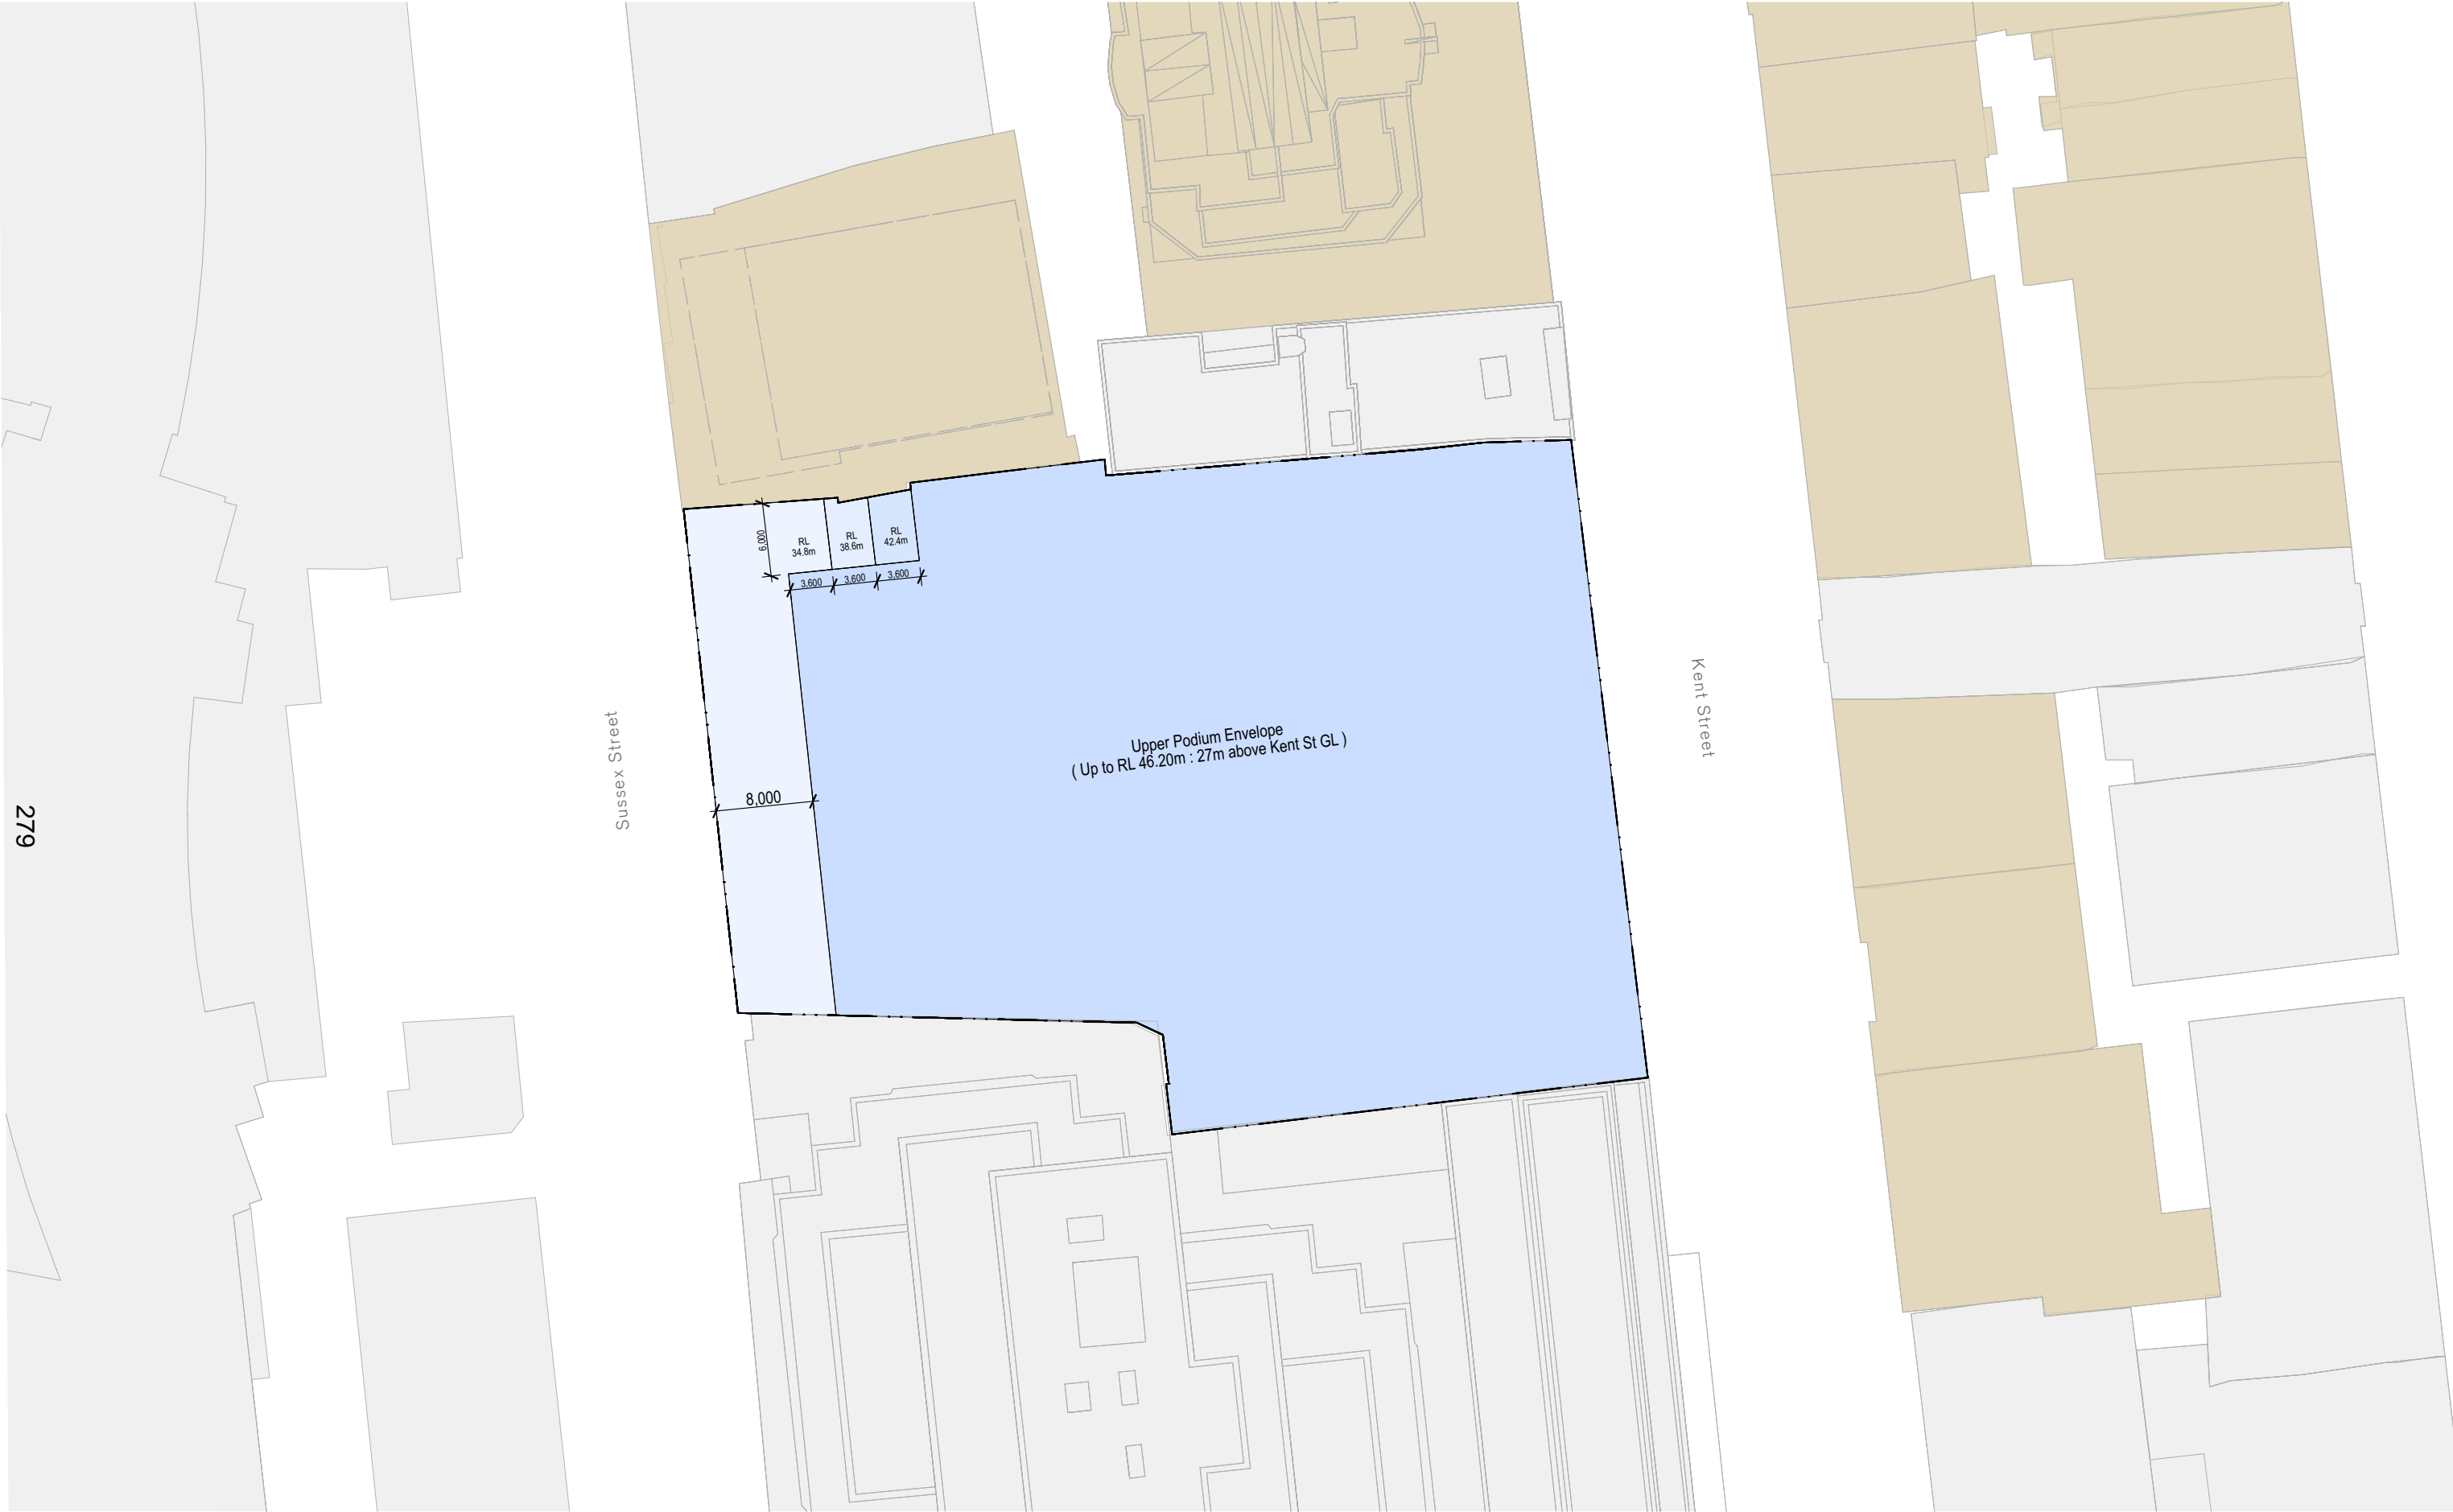 6,000
RL
34.8m
RL
38.6m
RL
42.4m
3,600
3,600
3,600
Upper Podium Envelope
( Up to RL 46.20m : 27m above Kent St GL )
Sussex Street
Kent Street
8,000
279